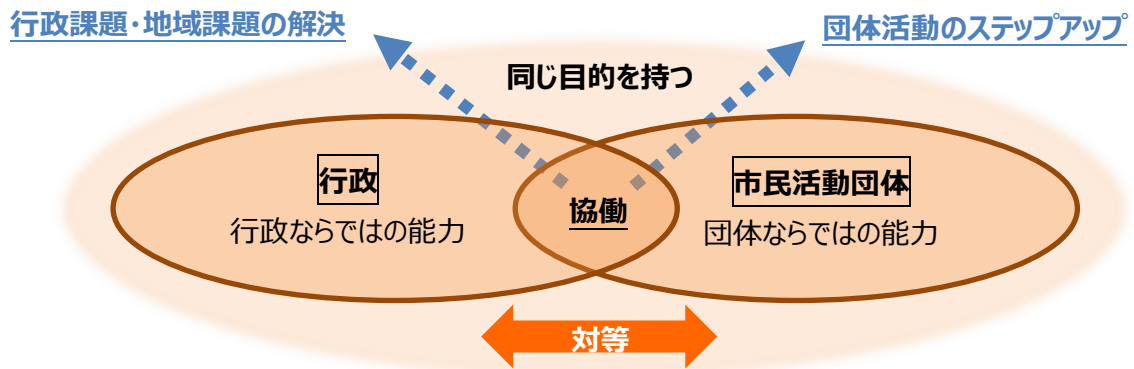 行政課題・地域課題の解決
団体活動のステップアップ
同じ目的を持つ
行政
市民活動団体
協働
行政ならではの能力
団体ならではの能力
対等